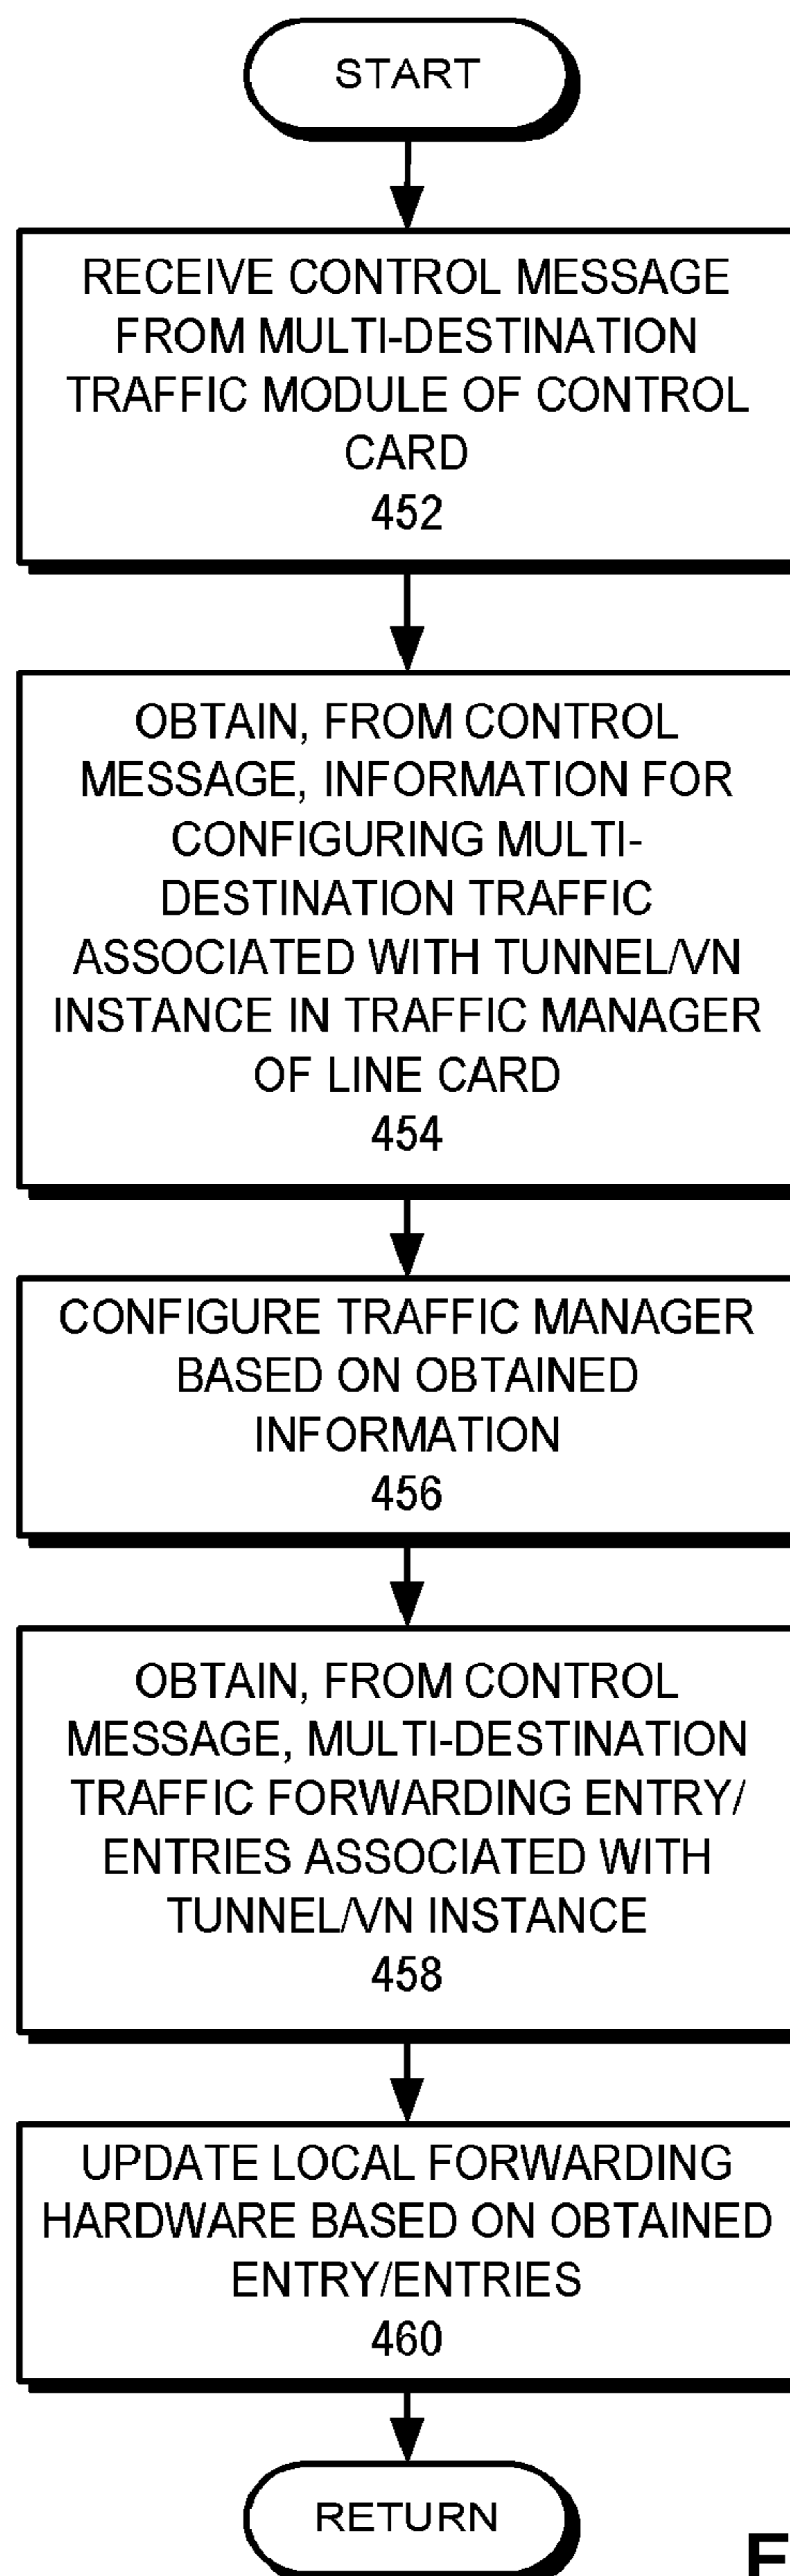 START
RECEIVE CONTROL MESSAGE
FROM MULTI-DESTINATION
TRAFFIC MODULE OF CONTROL
CARD
452
OBTAIN, FROM CONTROL
MESSAGE, INFORMATION FOR
CONFIGURING MULTI-
DESTINATION TRAFFIC
ASSOCIATED WITH TUNNEL/VN
INSTANCE IN TRAFFIC MANAGER
OF LINE CARD
454
CONFIGURE TRAFFIC MANAGER
BASED ON OBTAINED
INFORMATION
456
OBTAIN, FROM CONTROL
MESSAGE, MULTI-DESTINATION
TRAFFIC FORWARDING ENTRY/
ENTRIES ASSOCIATED WITH
TUNNEL/VN INSTANCE
458
UPDATE LOCAL FORWARDING
HARDWARE BASED ON OBTAINED
ENTRY/ENTRIES
460
RETURN